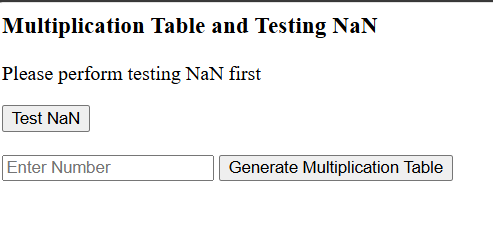 Multiplication Table and Testing NaN
Please perform testing NaN first
Test NaN
Enter Number Generate Multiplication Table